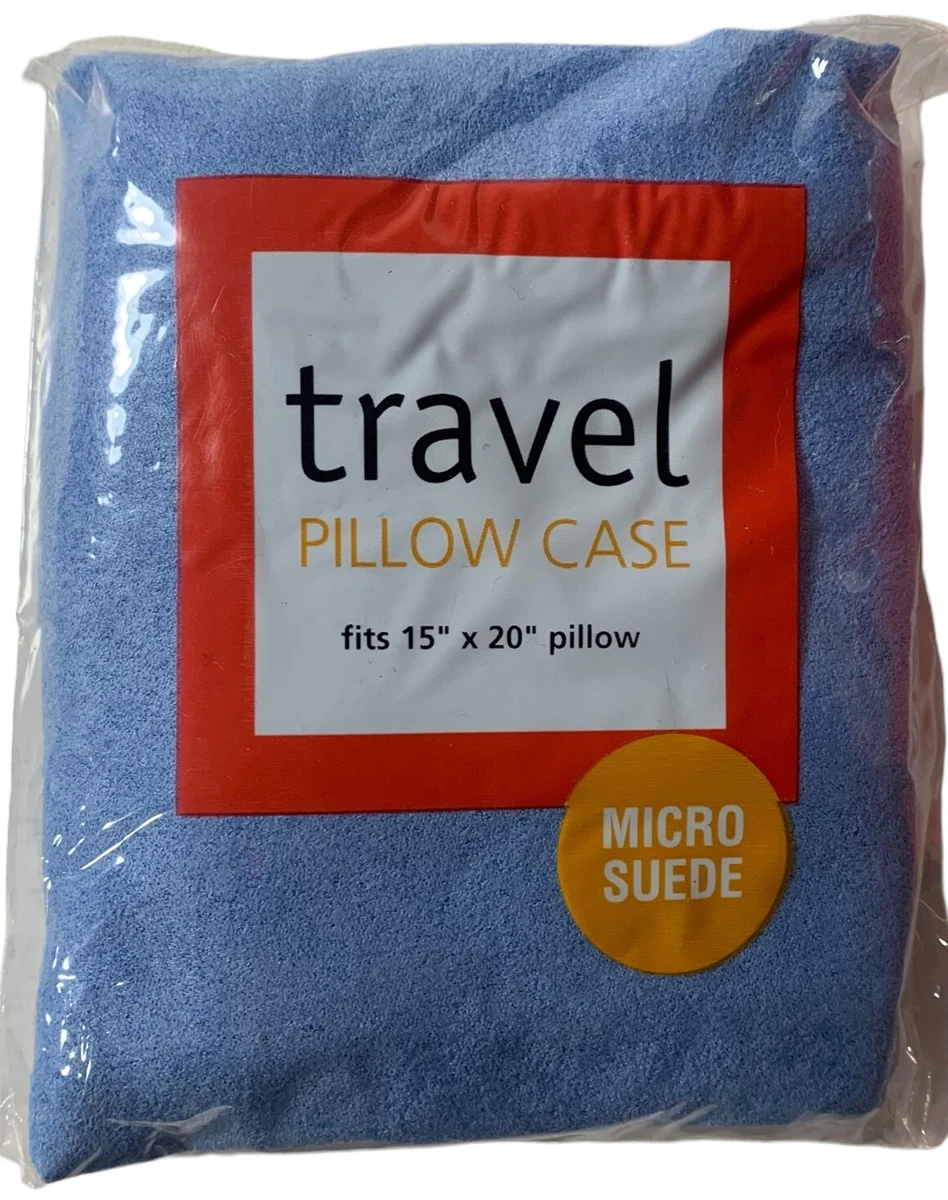 travel
PILLOW CASE
fits 15" x 20" pillow
MICRO
SUEDE